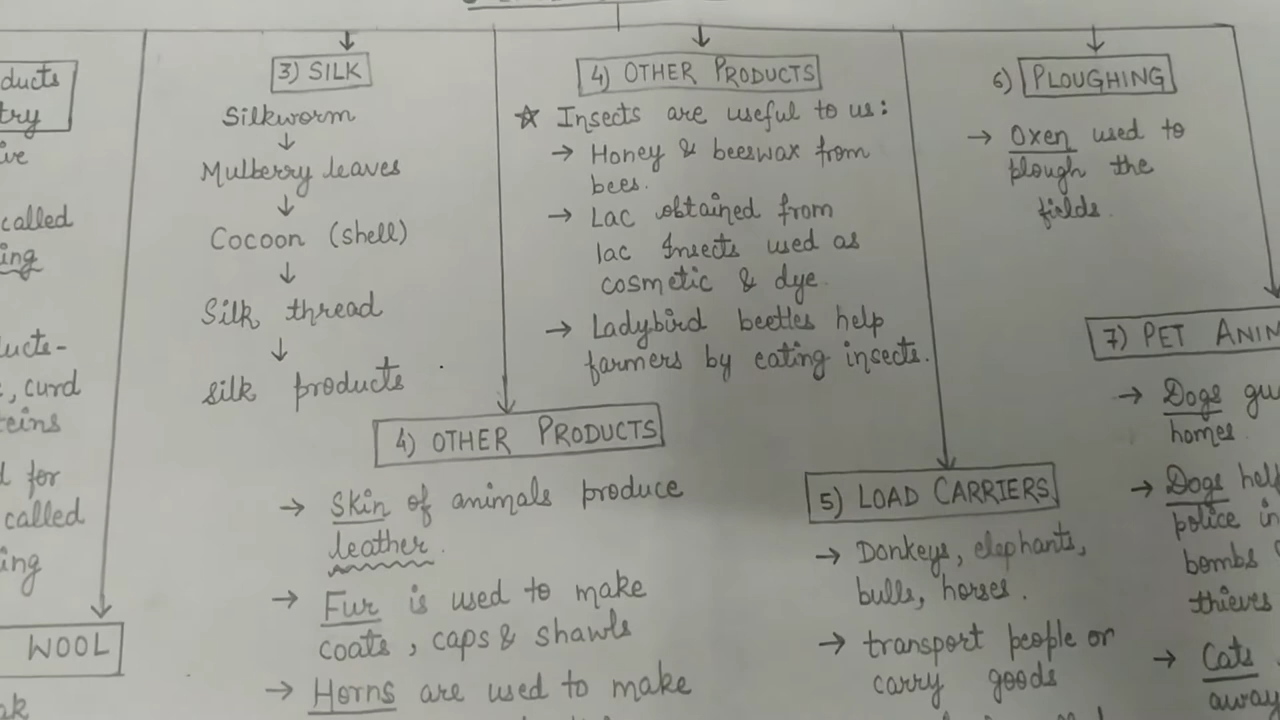 ducts
try
ive
called
ing
ducts-
, curd
teins
d for
called
ing
WOOL
3) SILK
Silkworm
↓
Mulberry leaves
↓
Cocoon (shell)
↓
Silk thread
↓
silk products
4) OTHER PRODUCTS
☆ Insects are useful to us:
→ Honey & beeswax from
bees.
→ Lac obtained from
lac Insects used as
cosmetic & dye.
→ Ladybird beetles help
farmers by eating insects.
4) OTHER PRODUCTS
→ Skin of animals produce
leather.
→ Fur is used to make
coats, caps & shawls
→ Horns are used to make
5) LOAD CARRIERS
→ Donkeys, elephants,
bulls, horses.
→ transport people or
carry goods
6) PLOUGHING
→ Oxen used to
plough the
fields.
7) PET ANIM
→ Dogs gu
homes.
→ Dogs help
police in
bombs
thieves
→ Cats
away